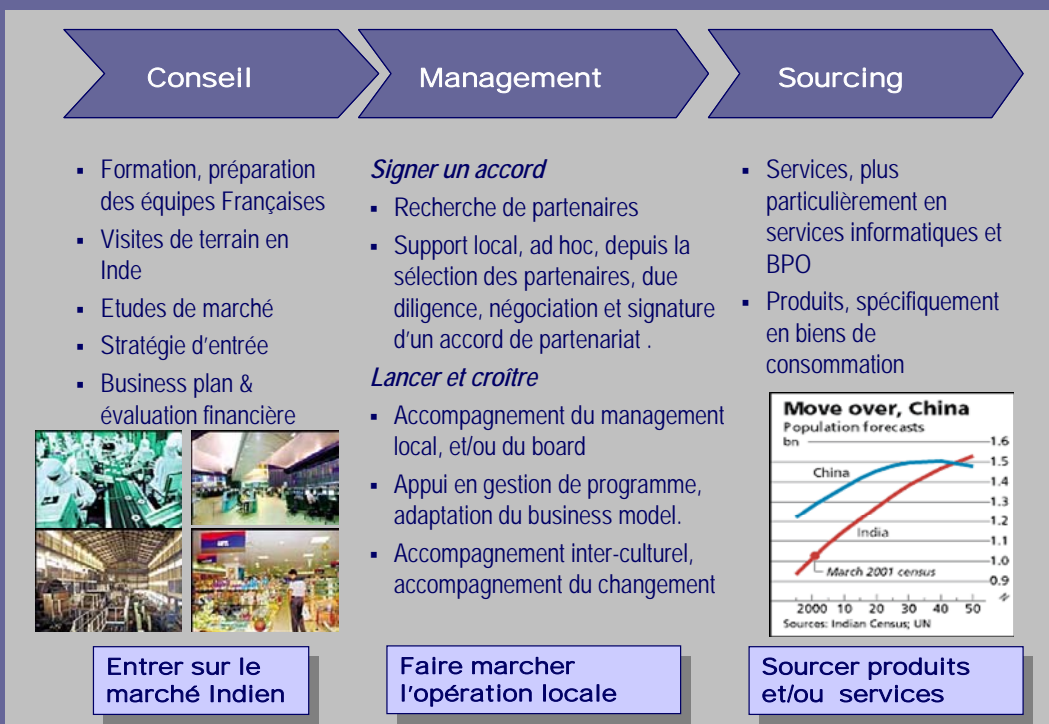 Conseil
Management
Sourcing
▪ Formation, préparation
des équipes Françaises
▪ Visites de terrain en
Inde
▪ Etudes de marché
▪ Stratégie d'entrée
▪ Business plan &
évaluation financière
Signer un accord
▪ Recherche de partenaires
▪ Support local, ad hoc, depuis la
sélection des partenaires, due
diligence, négociation et signature
d'un accord de partenariat .
Lancer et croître
▪ Accompagnement du management
local, et/ou du board
▪ Appui en gestion de programme,
adaptation du business model.
▪ Accompagnement inter-culturel,
accompagnement du changement
▪ Services, plus
particulièrement en
services informatiques et
BPO
▪ Produits, spécifiquement
en biens de
consommation
Move over, China
Population forecasts
bn
1.6
1.5
1.4
1.3
1.2
1.1
1.0
0.9
China
India
March 2001 census
2000 10 20 30 40 50
Sources: Indian Census; UN
Entrer sur le
marché Indien
Faire marcher
l'opération locale
Sourcer produits
et/ou services